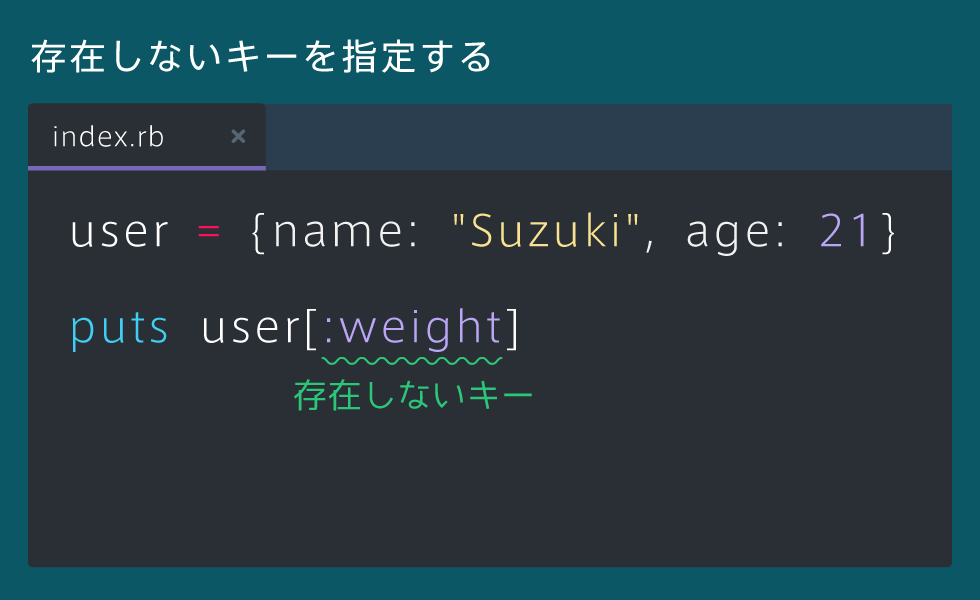 存在しないキーを指定する
index.rb ×
user = {name: "Suzuki", age: 21}
puts user[:weight]
存在しないキー